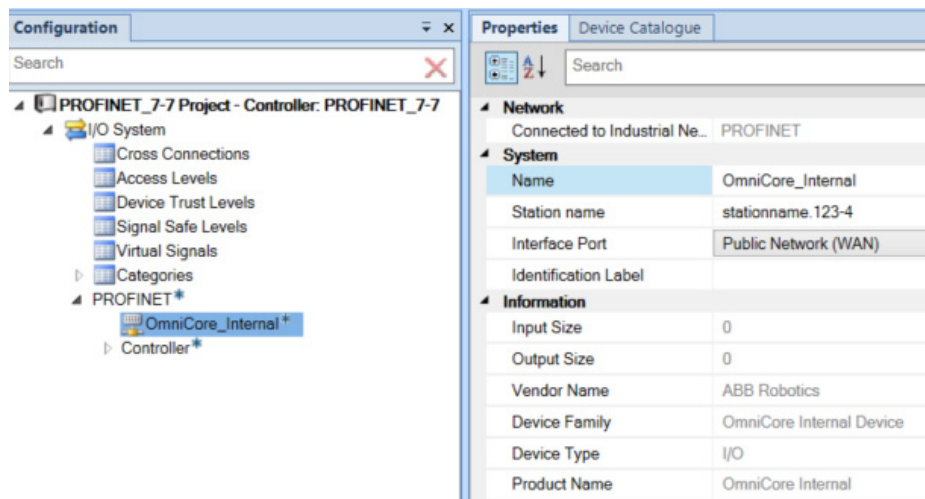 Configuration
Search
PROFINET_7-7 Project - Controller: PROFINET_7-7
I/O System
Cross Connections
Access Levels
Device Trust Levels
Signal Safe Levels
Virtual Signals
Categories
PROFINET*
OmniCore_Internal*
Controller*
Properties Device Catalogue
Search
Network
Connected to Industrial Ne... PROFINET
System
Name OmniCore_Internal
Station name stationname.123-4
Interface Port Public Network (WAN)
Identification Label
Information
Input Size 0
Output Size 0
Vendor Name ABB Robotics
Device Family OmniCore Internal Device
Device Type I/O
Product Name OmniCore Internal